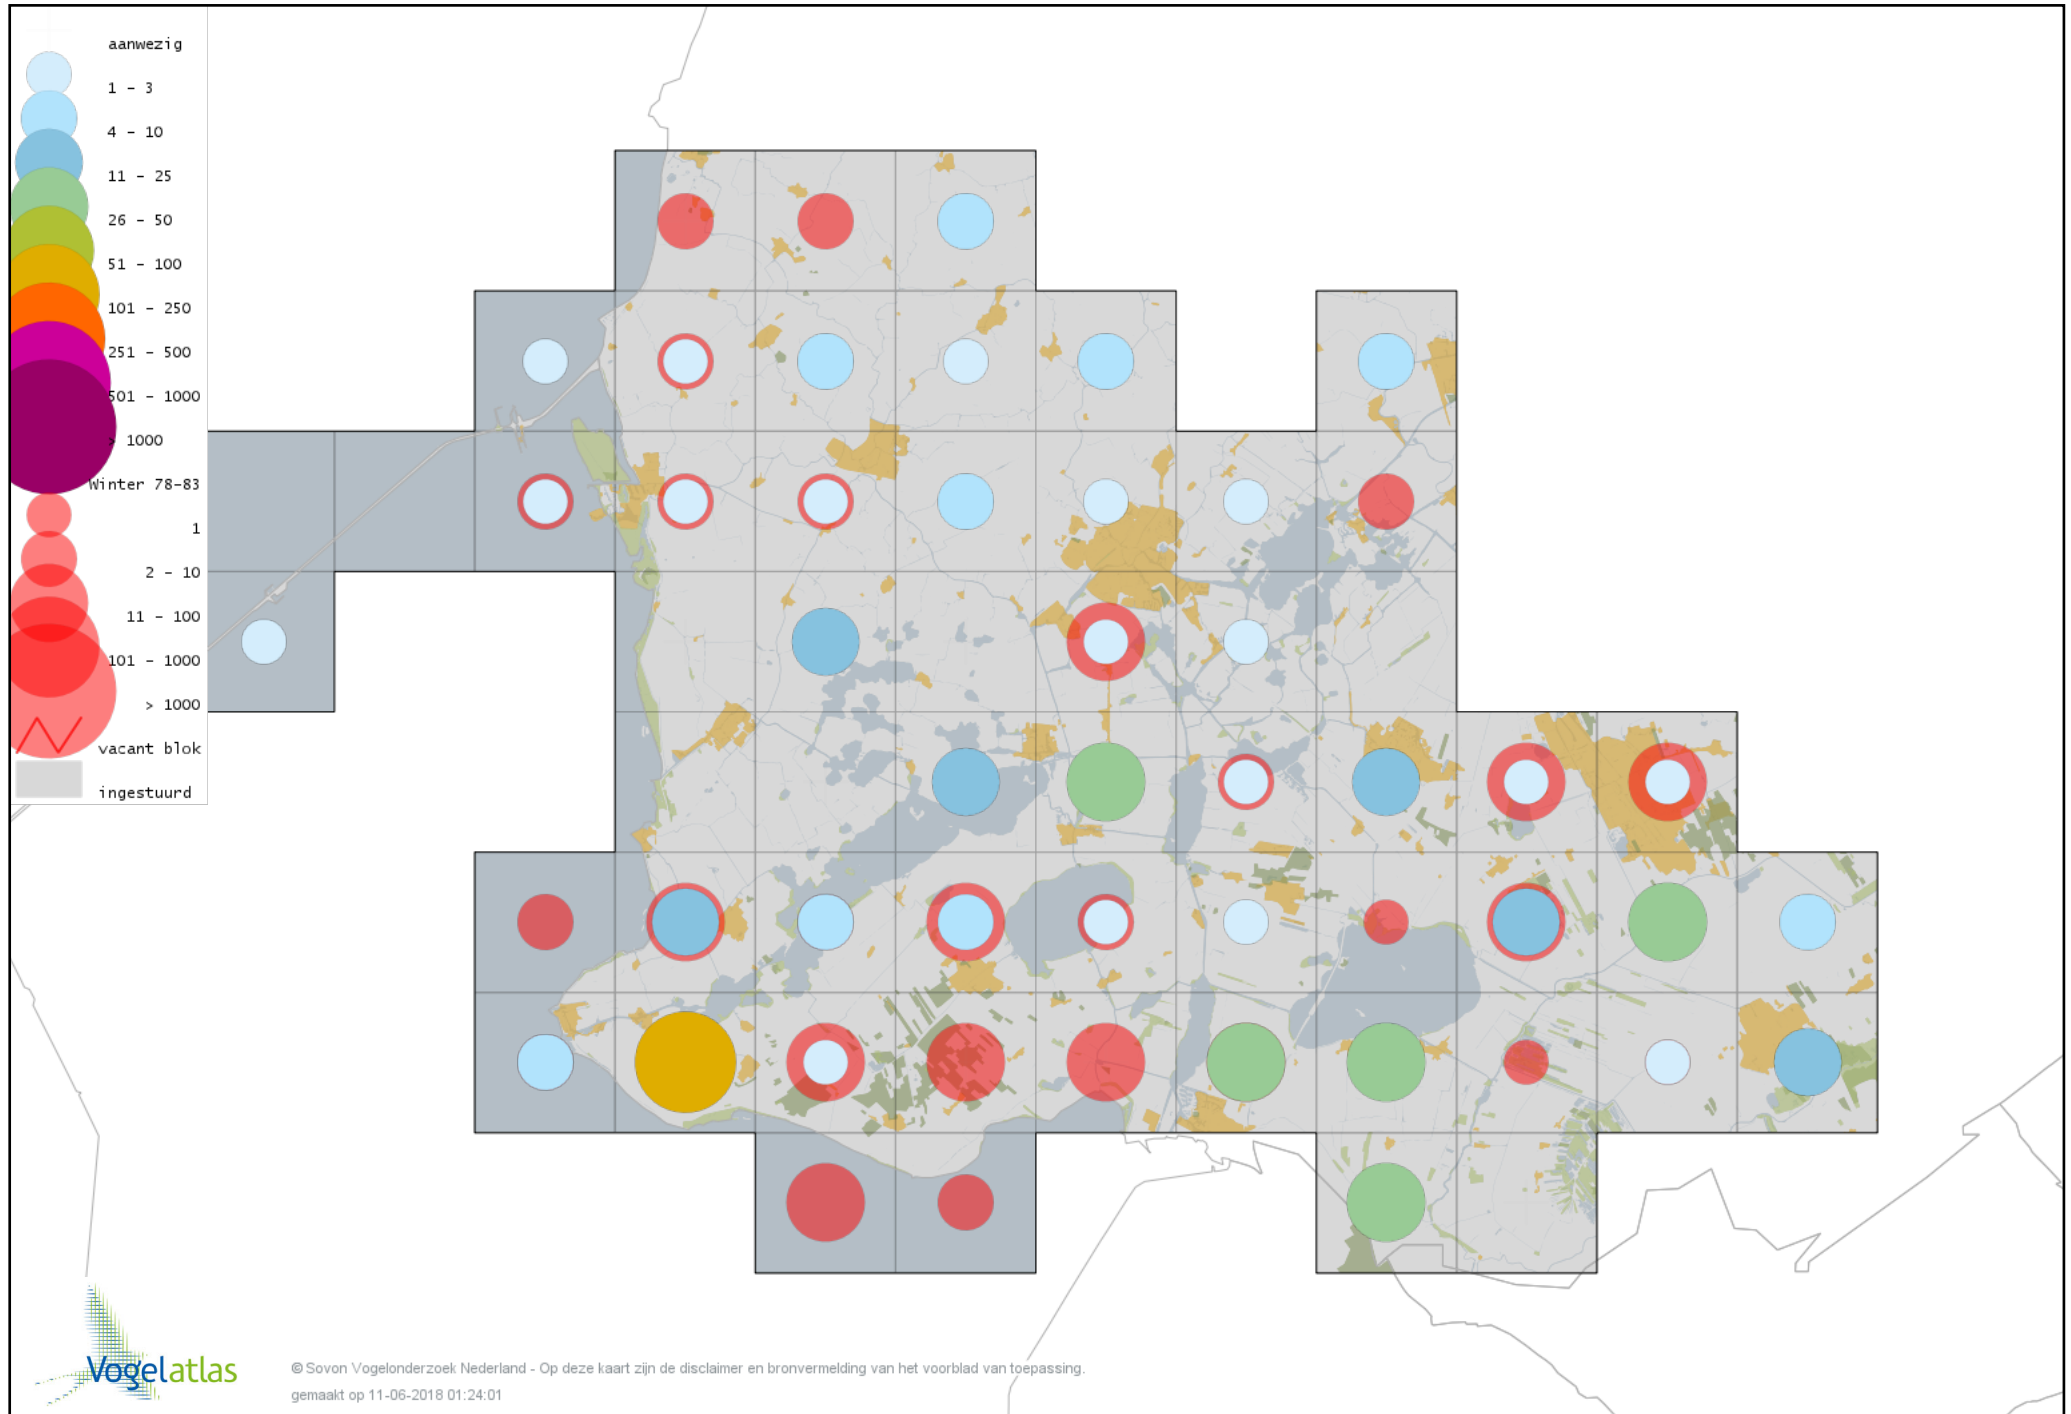 aanwezig
1 - 3
4 - 10
11 - 25
26 - 50
51 - 100
101 - 250
251 - 500
501 - 1000
> 1000
Winter 78-83
1
2 - 10
11 - 100
101 - 1000
> 1000
vacant blok
ingestuurd
Vogelatlas
© Sovon Vogelonderzoek Nederland - Op deze kaart zijn de disclaimer en bronvermelding van het voorblad van toepassing.
gemaakt op 11-06-2018 01:24:01